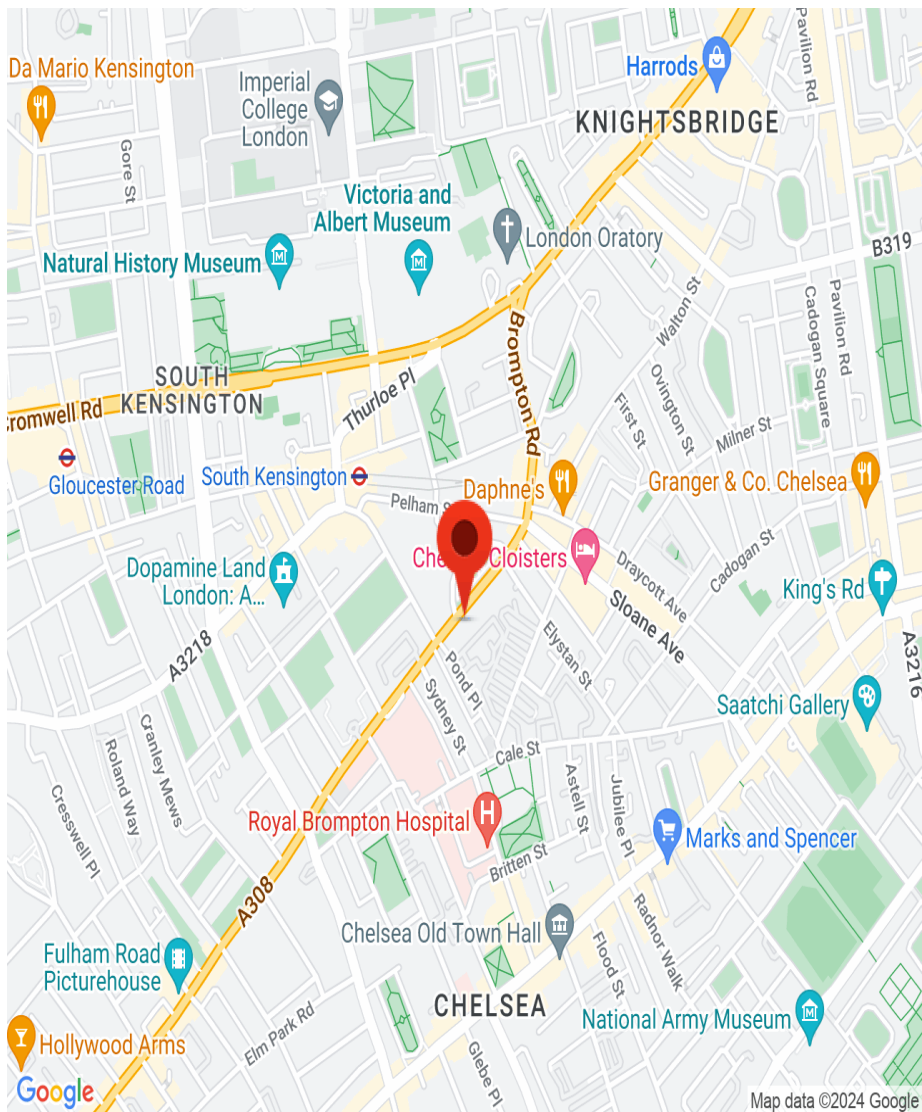 Da Mario Kensington
Imperial
College
London
Harrods
KNIGHTSBRIDGE
Pavilion Rd
Gore St
Victoria and
Albert Museum
London Oratory
Natural History Museum
B319
Walton St
Pavilion Rd
Cadogan Square
SOUTH
KENSINGTON
Thurloe Pl
Brompton Rd
Cromwell Rd
First St
Ovington St
Milner St
Gloucester Road
South Kensington
Pelham S
Daphne's
Granger & Co. Chelsea
Che Cloisters
Draycott Ave
Cadogan St
Dopamine Land
London: A...
King's Rd
A3218
Sloane Ave
Elystan St
A3216
Pond Pl
Sydney St
Saatchi Gallery
Cranley Mews
Roland Way
Cresswell Pl
Cale St
Astell St
Jubilee Pl
Royal Brompton Hospital
H
Marks and Spencer
Britten St
A308
Radnor Walk
Chelsea Old Town Hall
Flood St
Fulham Road
Picturehouse
CHELSEA
National Army Museum
Elm Park Rd
Hollywood Arms
Glebe Pl
Google
Map data ©2024 Google